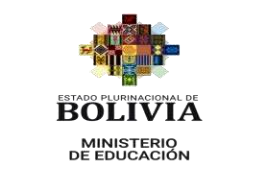 ESTADO PLURINACIONAL DE
BOLIVIA
MINISTERIO
DE EDUCACIÓN